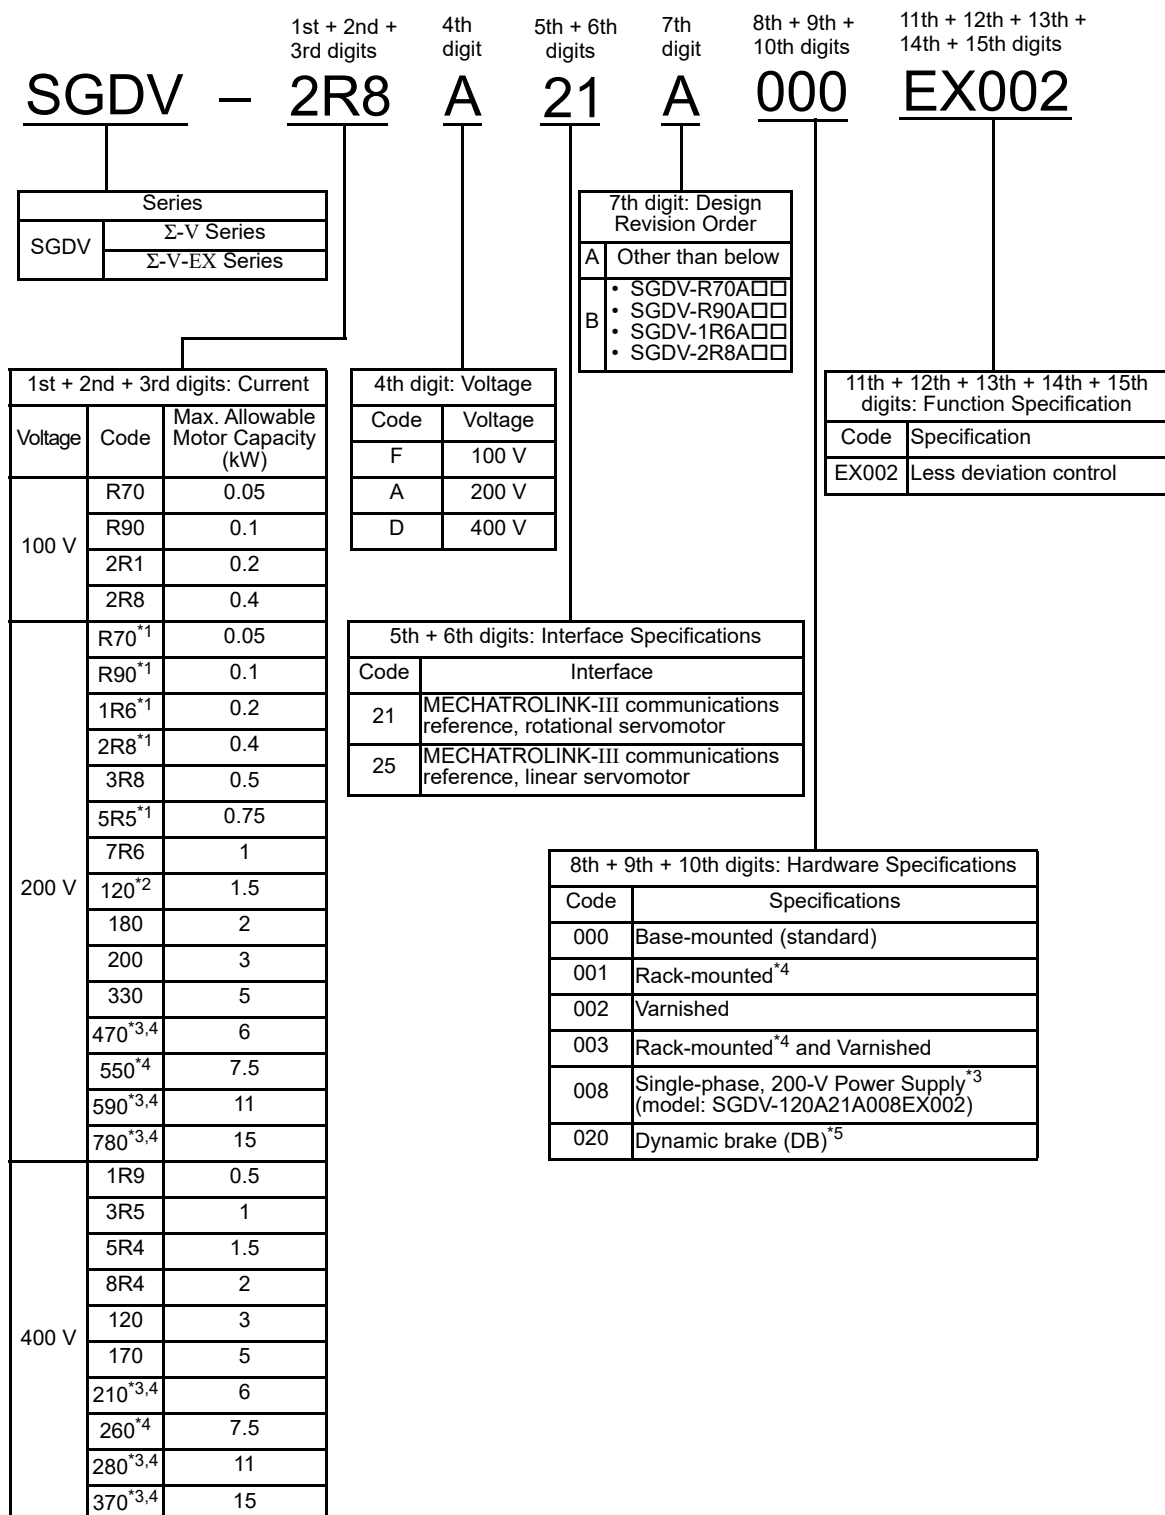 1st + 2nd +
3rd digits
4th
digit
5th + 6th
digits
7th
digit
8th + 9th +
10th digits
11th + 12th + 13th +
14th + 15th digits
SGDV – 2R8 A 21 A 000 EX002
Series
SGDV
Σ-V Series
Σ-V-EX Series
7th digit: Design
Revision Order
A Other than below
B
• SGDV-R70A□□
• SGDV-R90A□□
• SGDV-1R6A□□
• SGDV-2R8A□□
1st + 2nd + 3rd digits: Current
Voltage Code Max. Allowable
Motor Capacity
(kW)
100 V
R70 0.05
R90 0.1
2R1 0.2
2R8 0.4
200 V
R70*1 0.05
R90*1 0.1
1R6*1 0.2
2R8*1 0.4
3R8 0.5
5R5*1 0.75
7R6 1
120*2 1.5
180 2
200 3
330 5
470*3,4 6
550*4 7.5
590*3,4 11
780*3,4 15
400 V
1R9 0.5
3R5 1
5R4 1.5
8R4 2
120 3
170 5
210*3,4 6
260*4 7.5
280*3,4 11
370*3,4 15
4th digit: Voltage
Code Voltage
F 100 V
A 200 V
D 400 V
11th + 12th + 13th + 14th + 15th
digits: Function Specification
Code Specification
EX002 Less deviation control
5th + 6th digits: Interface Specifications
Code Interface
21 MECHATROLINK-III communications
reference, rotational servomotor
25 MECHATROLINK-III communications
reference, linear servomotor
8th + 9th + 10th digits: Hardware Specifications
Code Specifications
000 Base-mounted (standard)
001 Rack-mounted*4
002 Varnished
003 Rack-mounted*4 and Varnished
008 Single-phase, 200-V Power Supply*3
(model: SGDV-120A21A008EX002)
020 Dynamic brake (DB)*5